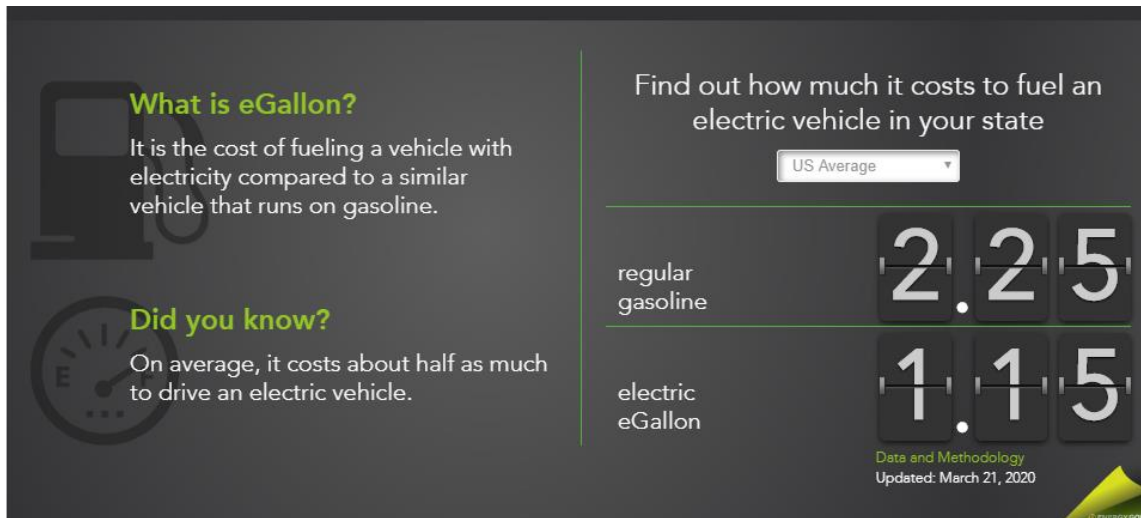 What is eGallon?
It is the cost of fueling a vehicle with
electricity compared to a similar
vehicle that runs on gasoline.
Did you know?
On average, it costs about half as much
to drive an electric vehicle.
E
F
Find out how much it costs to fuel an
electric vehicle in your state
US Average
regular
gasoline
2.25
electric
eGallon
1.15
Data and Methodology
Updated: March 21, 2020